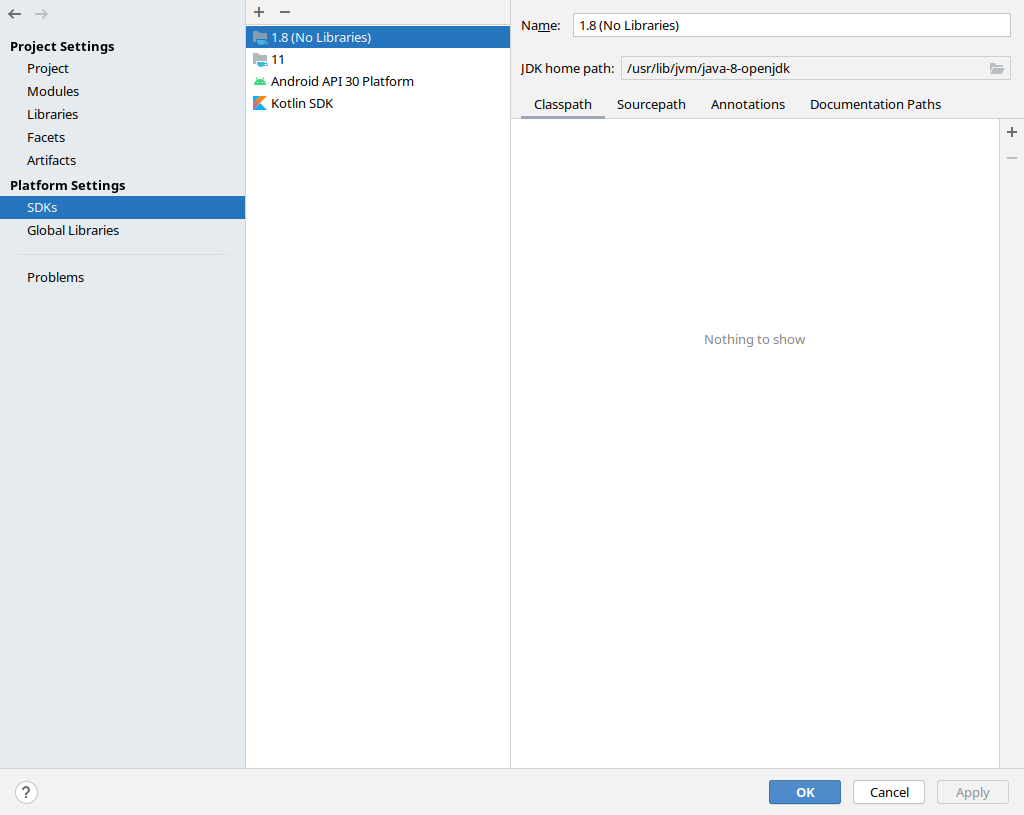 Project Settings
Project
Modules
Libraries
Facets
Artifacts
Platform Settings
SDKs
Global Libraries
Problems
1.8 (No Libraries)
11
Android API 30 Platform
Kotlin SDK
Name: 1.8 (No Libraries)
JDK home path: /usr/lib/jvm/java-8-openjdk
Classpath Sourcepath Annotations Documentation Paths
Nothing to show
? OK Cancel Apply